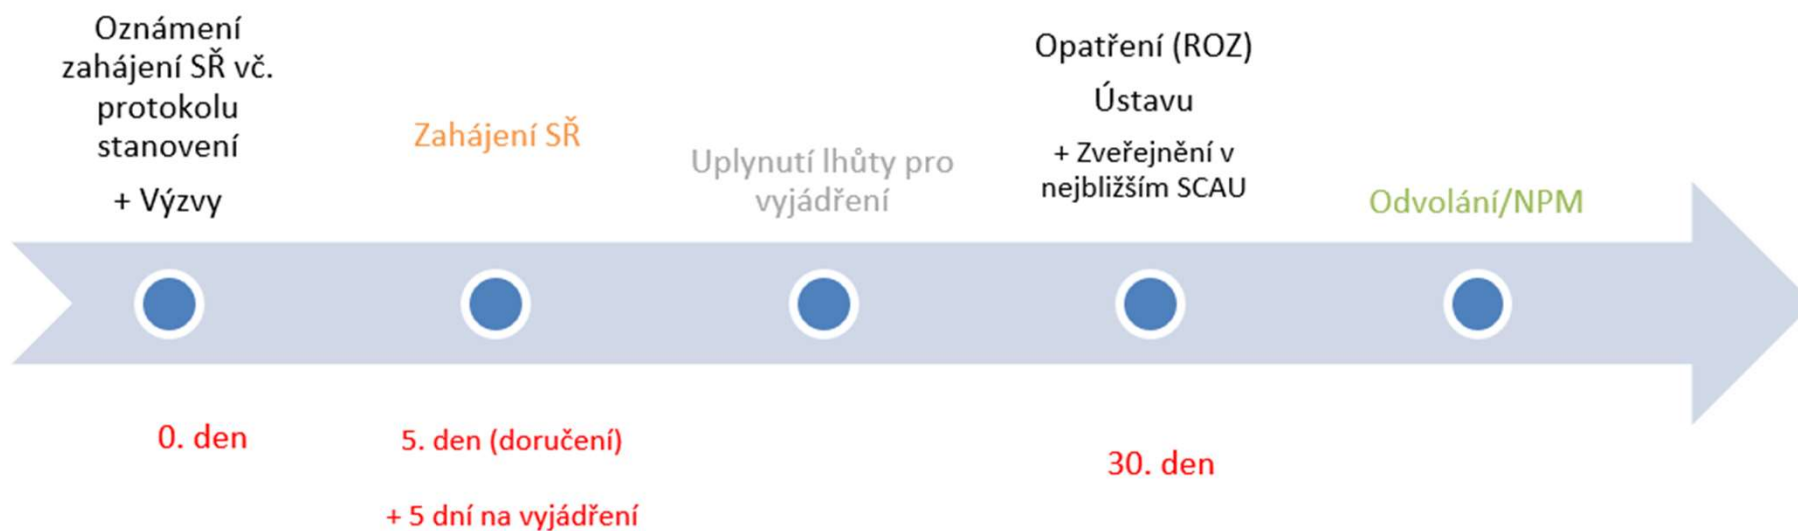 Oznámení
zahájení SŘ vč.
protokolu
stanovení
+ Výzvy
Zahájení SŘ
Uplynutí lhůty pro
vyjádření
Opatření (ROZ)
Ústavu
+ Zveřejnění v
nejbližším SCAU
Odvolání/NPM
0. den
5. den (doručení)
+ 5 dní na vyjádření
30. den